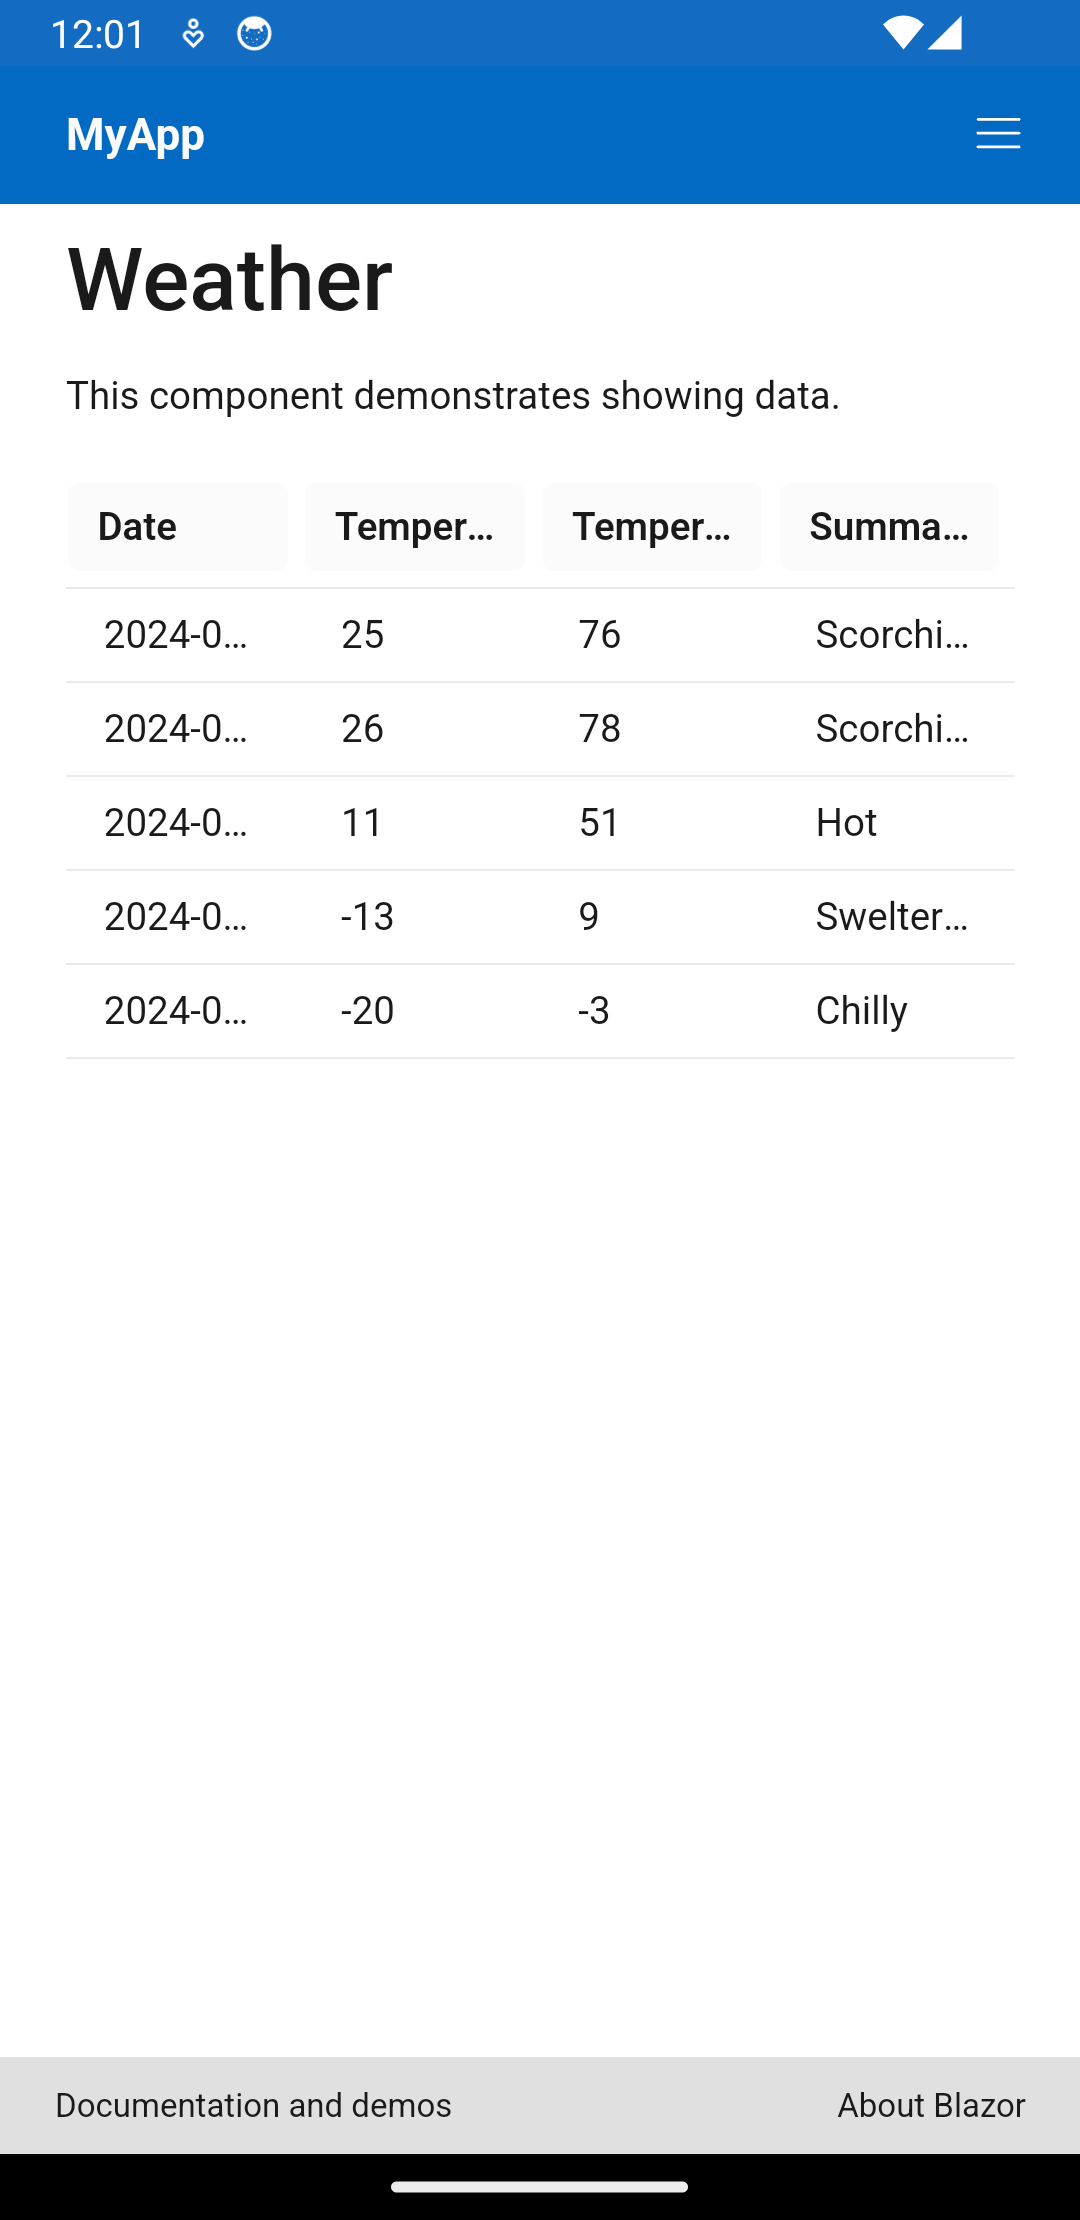 12:01
MyApp
Weather
This component demonstrates showing data.
Date Temper... Temper... Summa...
2024-0... 25 76 Scorchi...
2024-0... 26 78 Scorchi...
2024-0... 11 51 Hot
2024-0... -13 9 Swelter...
2024-0... -20 -3 Chilly
Documentation and demos About Blazor